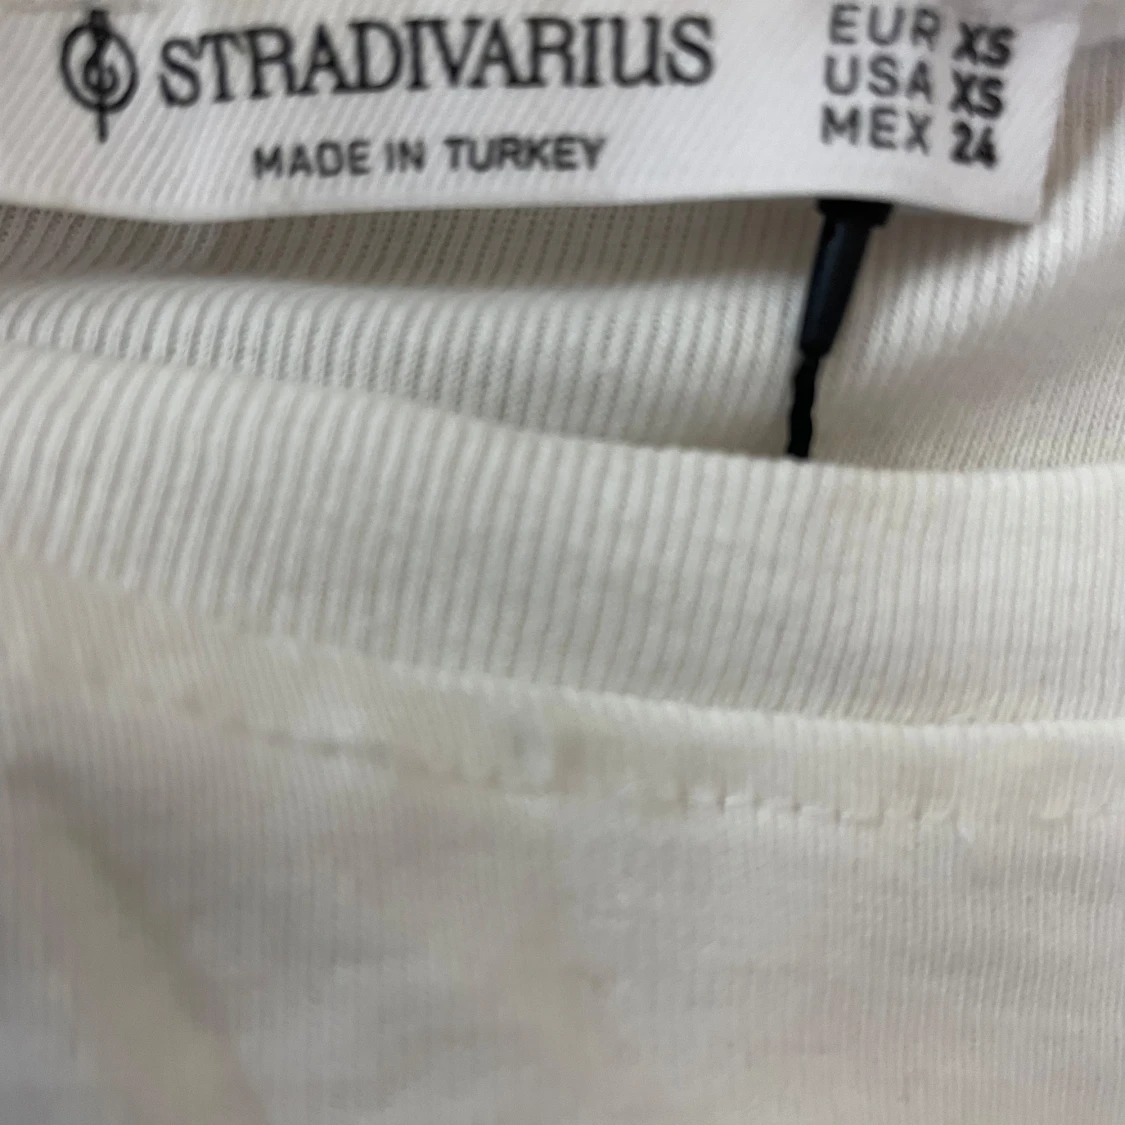 STRADIVARIUS
MADE IN TURKEY
EUR XS
USA XS
MEX 24